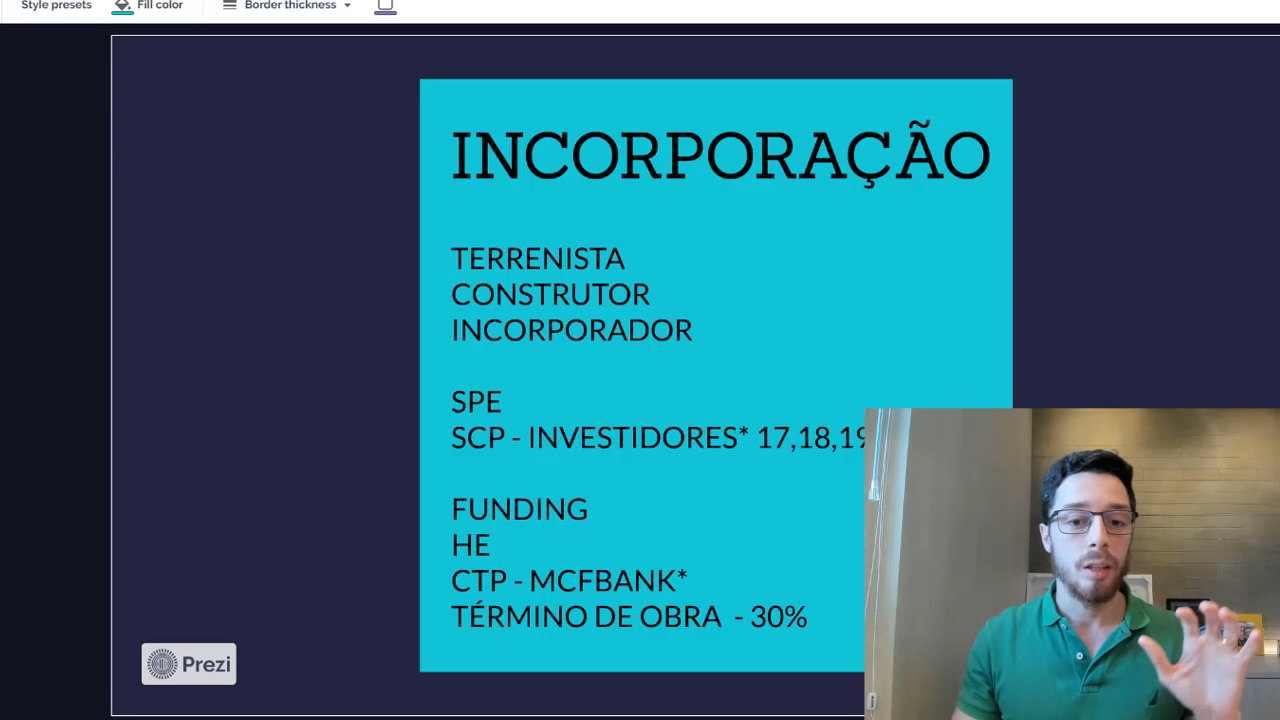 Style presets
Fill color
Border thickness
INCORPORAÇÃO
TERRENISTA
CONSTRUTOR
INCORPORADOR
SPE
SCP - INVESTIDORES* 17,18,19
FUNDING
HE
CTP - MCFBANK*
TÉRMINO DE OBRA - 30%
Prezi